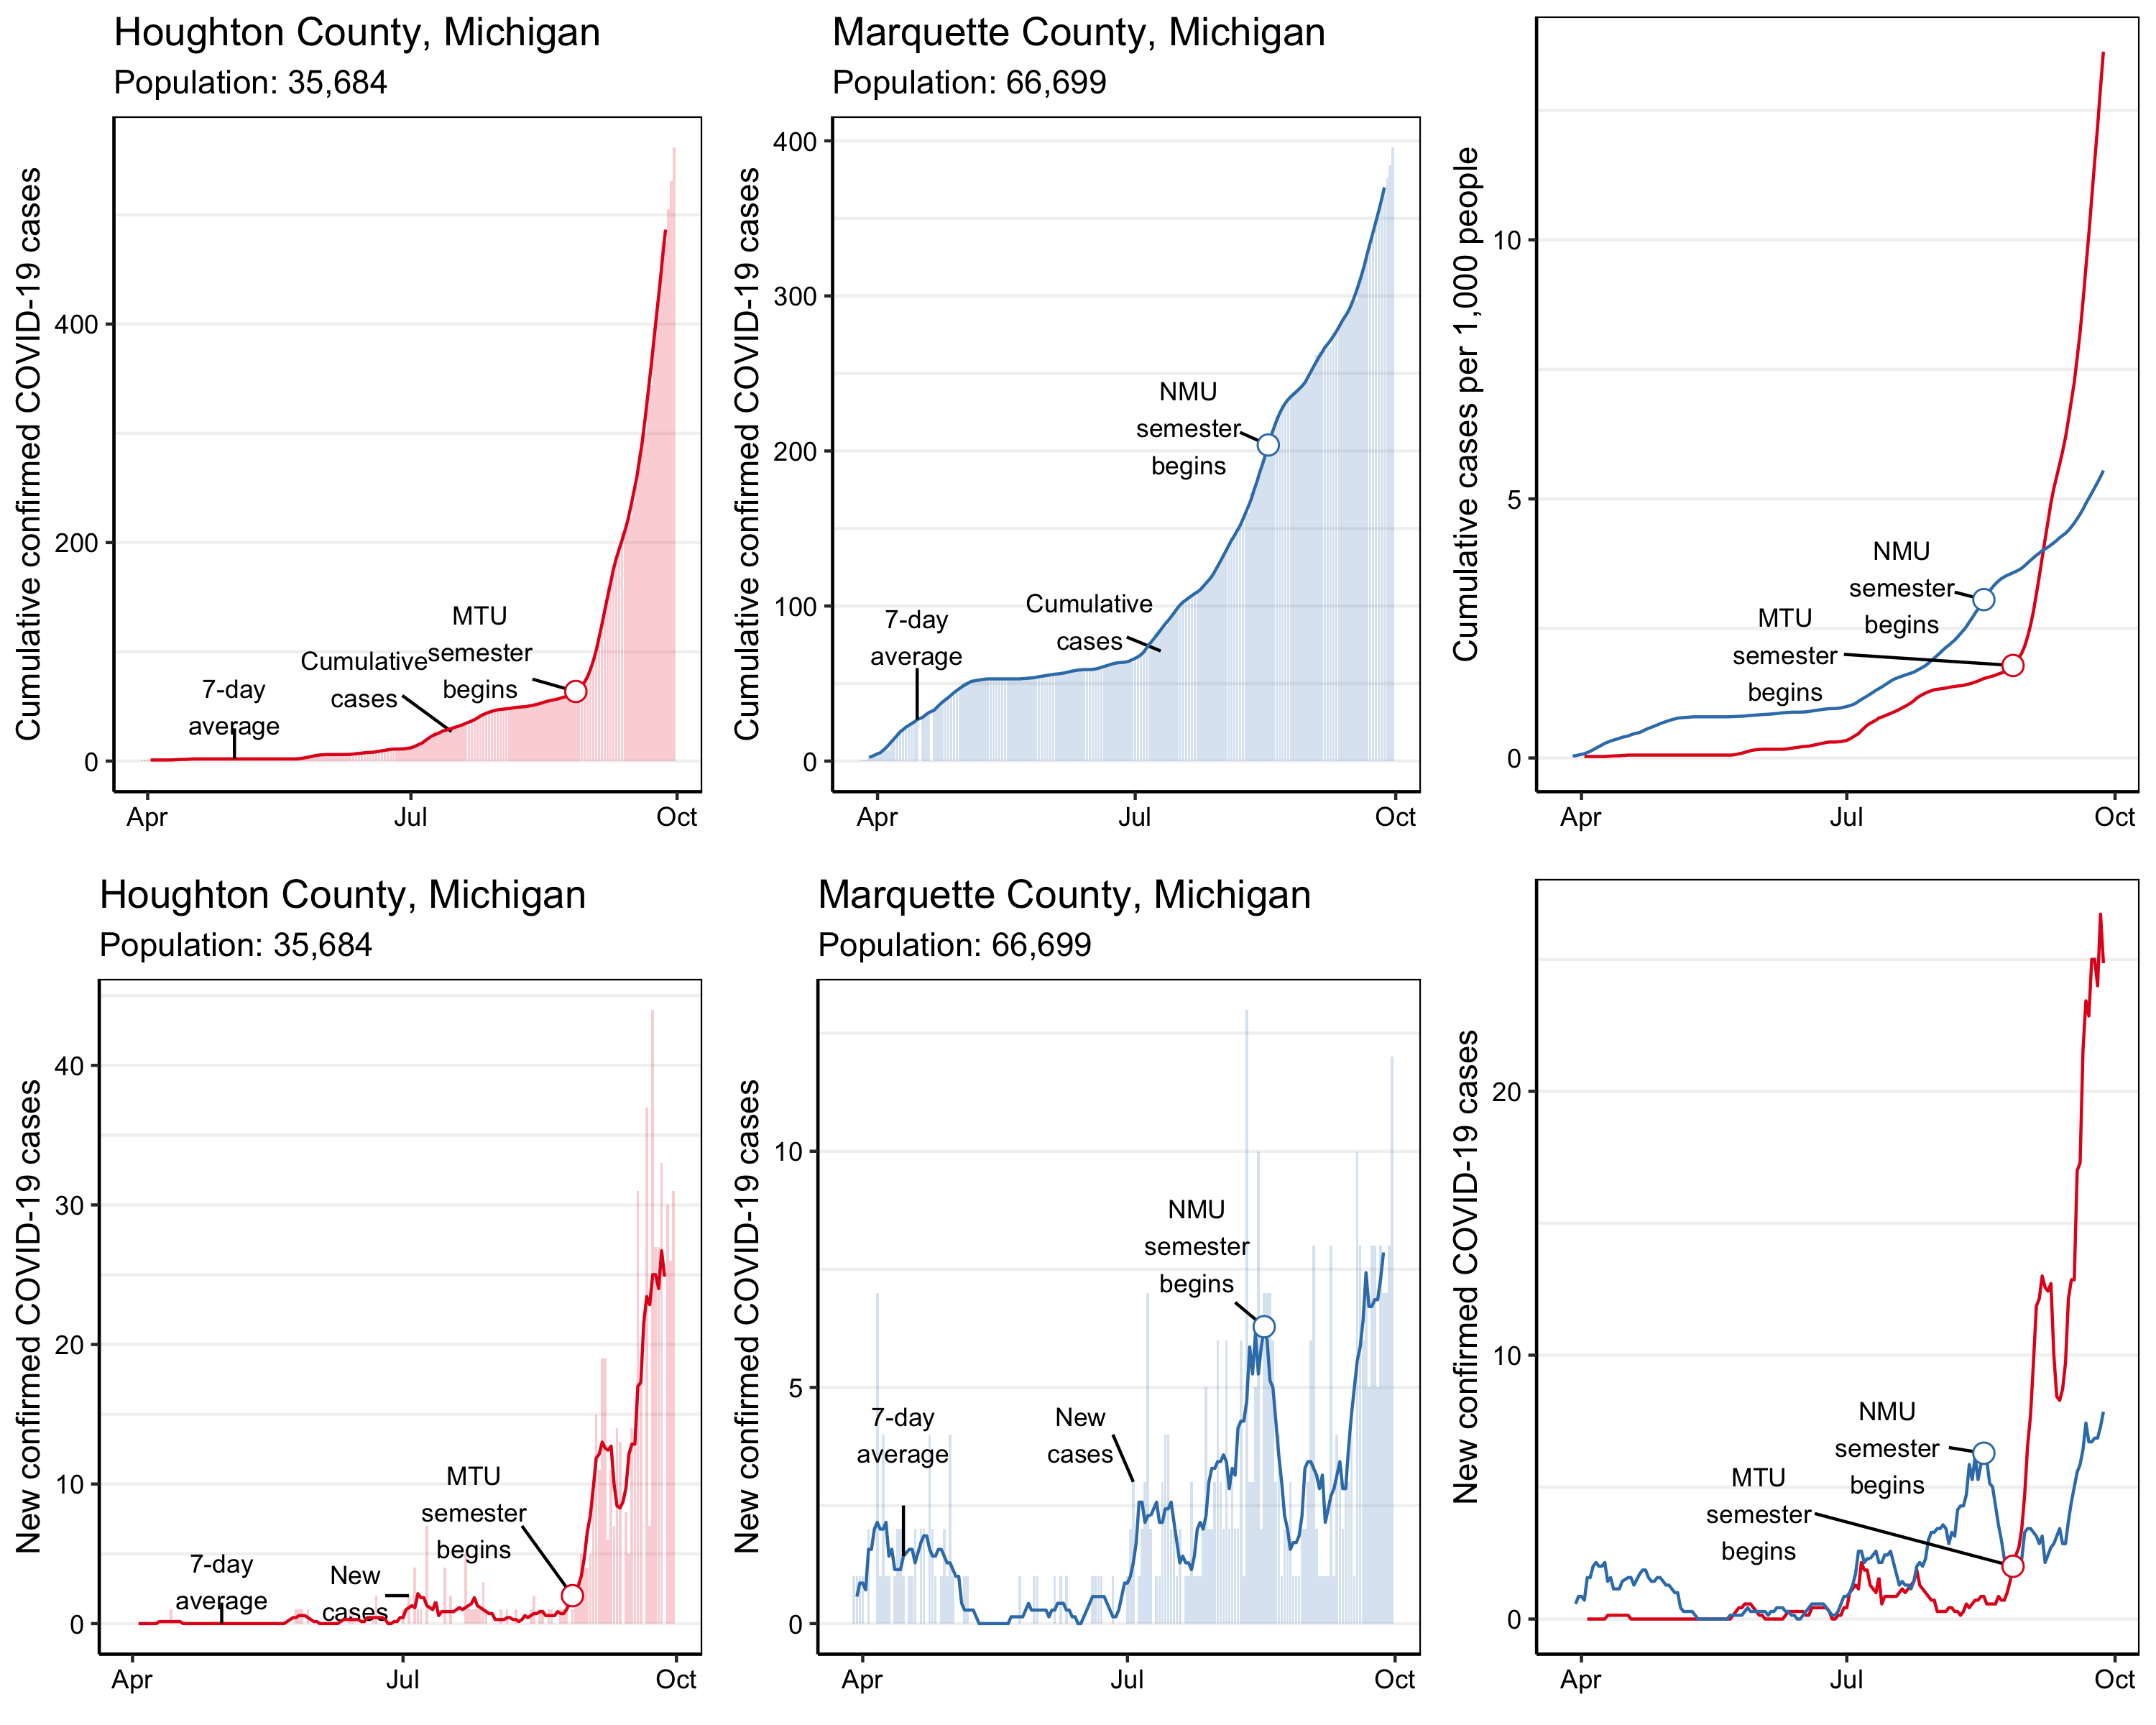 Houghton County, Michigan
Population: 35,684
Cumulative confirmed COVID-19 cases
400
200
0
7-day
average
Cumulative
cases
MTU
semester
begins
Apr
Jul
Oct
Marquette County, Michigan
Population: 66,699
Cumulative confirmed COVID-19 cases
400
300
200
100
0
7-day
average
Cumulative
cases
NMU
semester
begins
Apr
Jul
Oct
Cumulative cases per 1,000 people
10
5
0
NMU
semester
begins
MTU
semester
begins
Apr
Jul
Oct
Houghton County, Michigan
Population: 35,684
New confirmed COVID-19 cases
40
30
20
10
0
7-day
average
New
cases
MTU
semester
begins
Apr
Jul
Oct
Marquette County, Michigan
Population: 66,699
New confirmed COVID-19 cases
10
5
0
7-day
average
New
cases
NMU
semester
begins
Apr
Jul
Oct
New confirmed COVID-19 cases
20
10
0
NMU
semester
begins
MTU
semester
begins
Apr
Jul
Oct